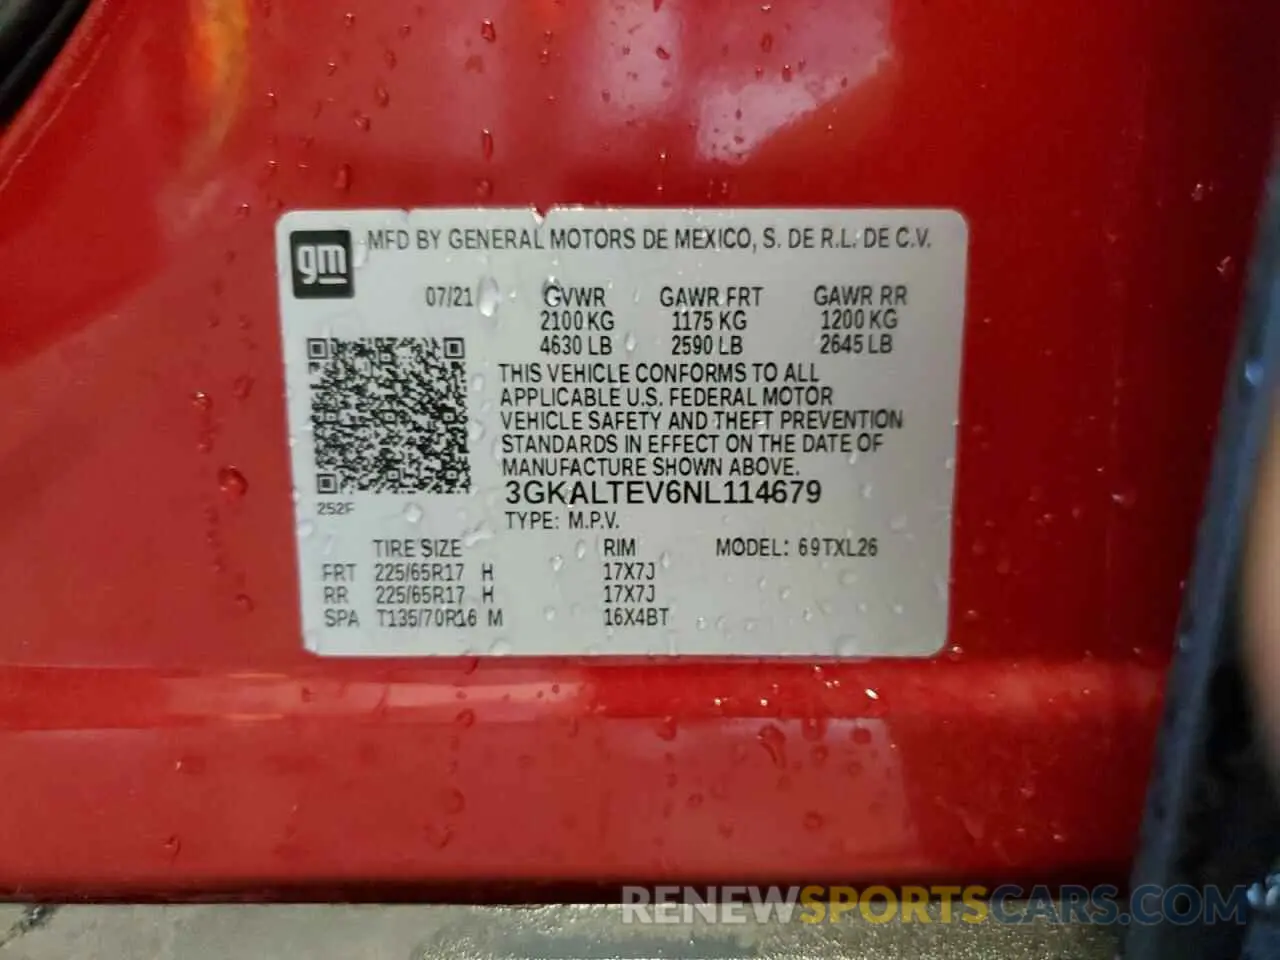 gm MFD BY GENERAL MOTORS DE MEXICO, S. DE R.L. DE C.V.
07/21 GVWR GAWR FRT GAWR RR
2100 KG 1175 KG 1200 KG
4630 LB 2590 LB 2645 LB
THIS VEHICLE CONFORMS TO ALL
APPLICABLE U.S. FEDERAL MOTOR
VEHICLE SAFETY AND THEFT PREVENTION
STANDARDS IN EFFECT ON THE DATE OF
MANUFACTURE SHOWN ABOVE.
3GKALTEV6NL114679
252F
TYPE: M.P.V.
TIRE SIZE RIM MODEL: 69TXL26
FRT 225/65R17 H 17X7J
RR 225/65R17 H 17X7J
SPA T135/70R16 M 16X4BT
RENEWSPORTSCARS.COM